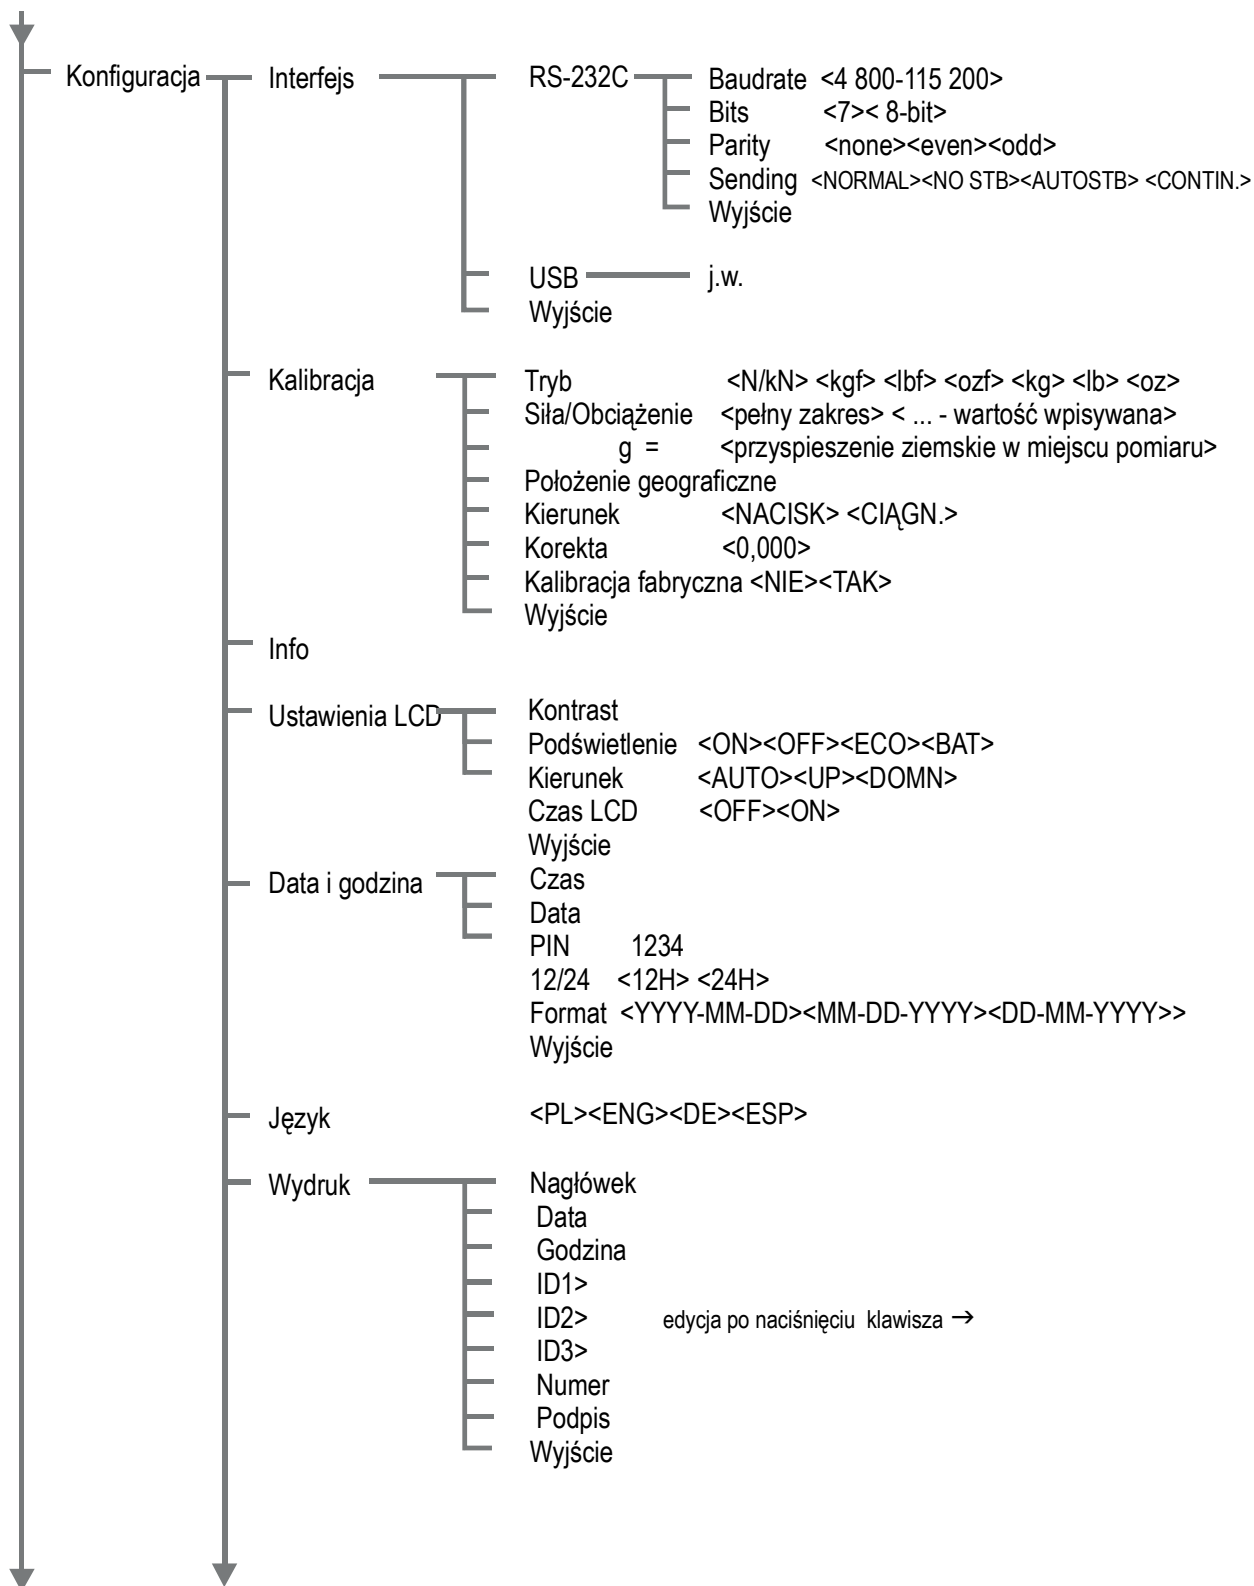 Konfiguracja Interfejs RS-232C Baudrate <4 800-115 200>
Bits <7>< 8-bit>
Parity <none><even><odd>
Sending <NORMAL><NO STB><AUTOSTB> <CONTIN.>
Wyjście
USB j.w.
Wyjście
Kalibracja Tryb <N/kN> <kgf> <lbf> <ozf> <kg> <lb> <oz>
Siła/Obciążenie <pełny zakres> < ... - wartość wpisywana>
g = <przyspieszenie ziemskie w miejscu pomiaru>
Położenie geograficzne
Kierunek <NACISK> <CIĄGN.>
Korekta <0,000>
Kalibracja fabryczna <NIE><TAK>
Wyjście
Info
Ustawienia LCD Kontrast
Podświetlenie <ON><OFF><ECO><BAT>
Kierunek <AUTO><UP><DOMN>
Czas LCD <OFF><ON>
Wyjście
Data i godzina Czas
Data
PIN 1234
12/24 <12H> <24H>
Format <YYYY-MM-DD><MM-DD-YYYY><DD-MM-YYYY>>
Wyjście
Język <PL><ENG><DE><ESP>
Wydruk Nagłówek
Data
Godzina
ID1>
ID2> edycja po naciśnięciu klawisza →
ID3>
Numer
Podpis
Wyjście